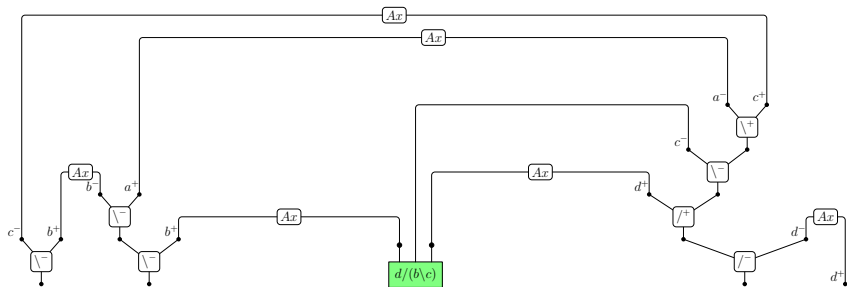 Ax
Ax
a⁻ c⁺
\⁺
c⁻
Ax Ax \⁻
b⁻ a⁺ d⁺
\⁻ Ax /⁺ Ax
c⁻ b⁺ b⁺ d⁻
\⁻ \⁻ /⁻
d/(b\c) d⁺